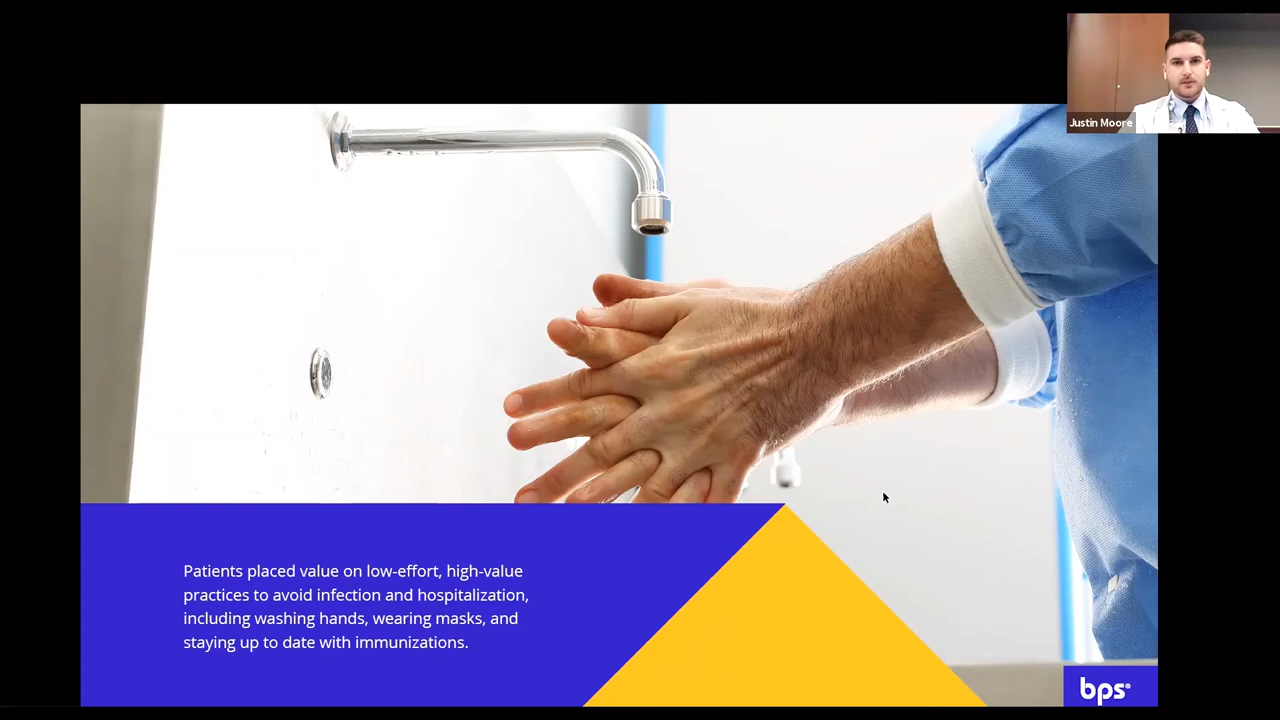 Justin Moore
Patients placed value on low-effort, high-value
practices to avoid infection and hospitalization,
including washing hands, wearing masks, and
staying up to date with immunizations.
bps®